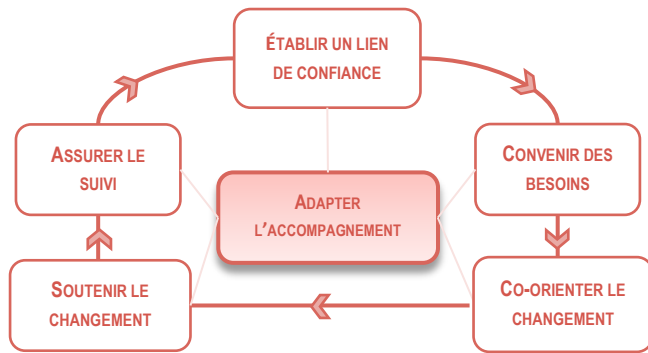 ÉTABLIR UN LIEN
DE CONFIANCE
ASSURER LE
SUIVI
CONVENIR DES
BESOINS
ADAPTER
L'ACCOMPAGNEMENT
SOUTENIR LE
CHANGEMENT
CO-ORIENTER LE
CHANGEMENT